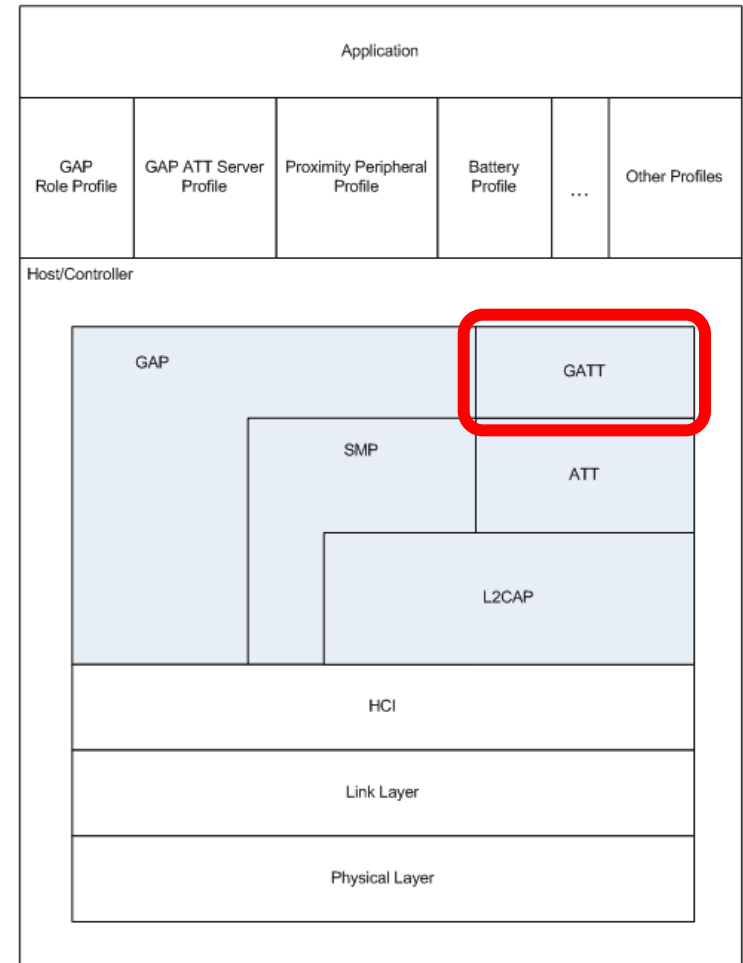 Application
GAP
Role Profile
GAP ATT Server
Profile
Proximity Peripheral
Profile
Battery
Profile
...
Other Profiles
Host/Controller
GAP
GATT
SMP
ATT
L2CAP
HCI
Link Layer
Physical Layer